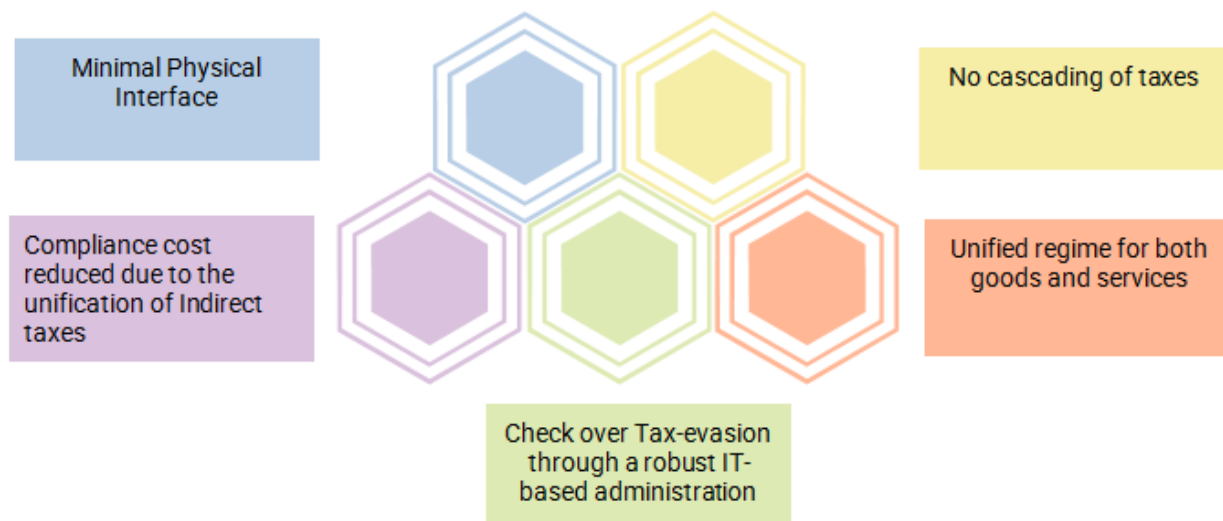 Minimal Physical
Interface
No cascading of taxes
Compliance cost
reduced due to the
unification of Indirect
taxes
Unified regime for both
goods and services
Check over Tax-evasion
through a robust IT-
based administration